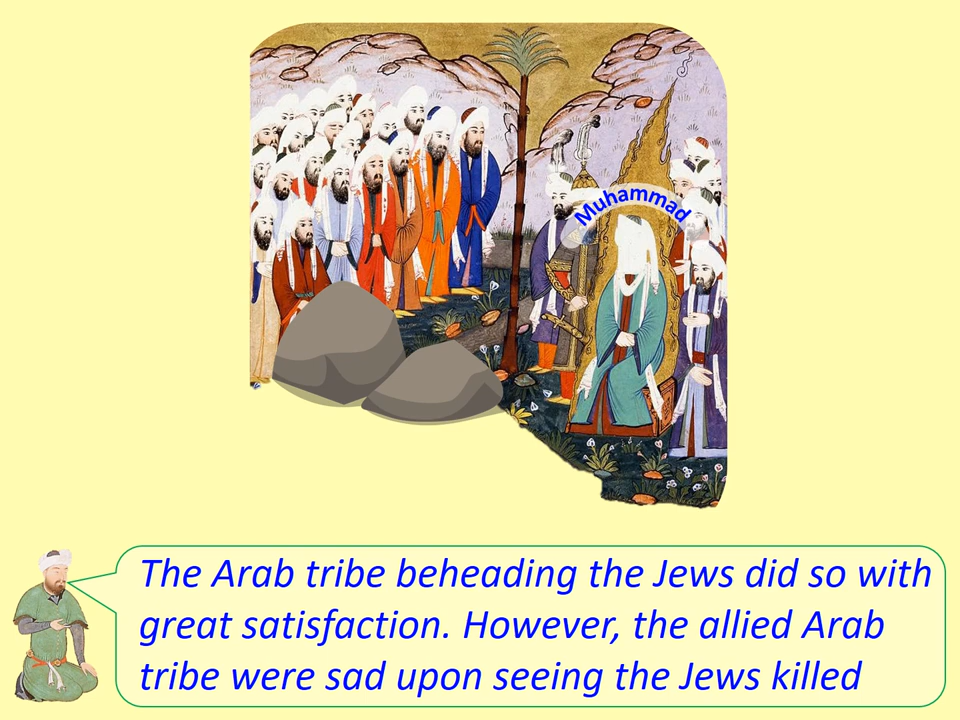 Muhammad
The Arab tribe beheading the Jews did so with
great satisfaction. However, the allied Arab
tribe were sad upon seeing the Jews killed